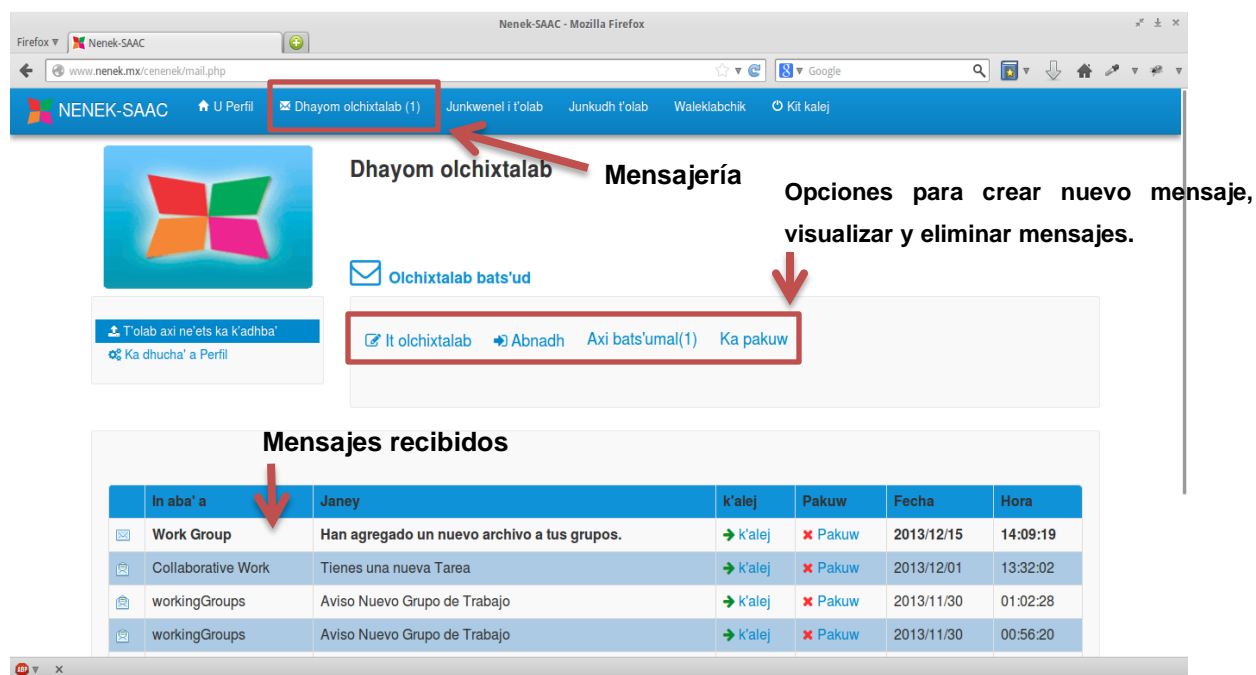 Nenek-SAAC - Mozilla Firefox
Firefox
Nenek-SAAC
www.nenek.mx/cenenek/mail.php
Google
NENEK-SAAC U Perfil Dhayom olchixtalab (1) Junkwenel i t'olab Junkudh t'olab Waleklabchik Kit kalej
Dhayom olchixtalab
Mensajería
Opciones para crear nuevo mensaje,
visualizar y eliminar mensajes.
Olchixtalab bats'ud
T'olab axi ne'ets ka k'adhba'
Ka dhucha' a Perfil
It olchixtalab Abnadh Axi bats'umal(1) Ka pakuw
Mensajes recibidos
In aba' a Janey k'alej Pakuw Fecha Hora
Work Group Han agregado un nuevo archivo a tus grupos. k'alej Pakuw 2013/12/15 14:09:19
Collaborative Work Tienes una nueva Tarea k'alej Pakuw 2013/12/01 13:32:02
workingGroups Aviso Nuevo Grupo de Trabajo k'alej Pakuw 2013/11/30 01:02:28
workingGroups Aviso Nuevo Grupo de Trabajo k'alej Pakuw 2013/11/30 00:56:20
ABP